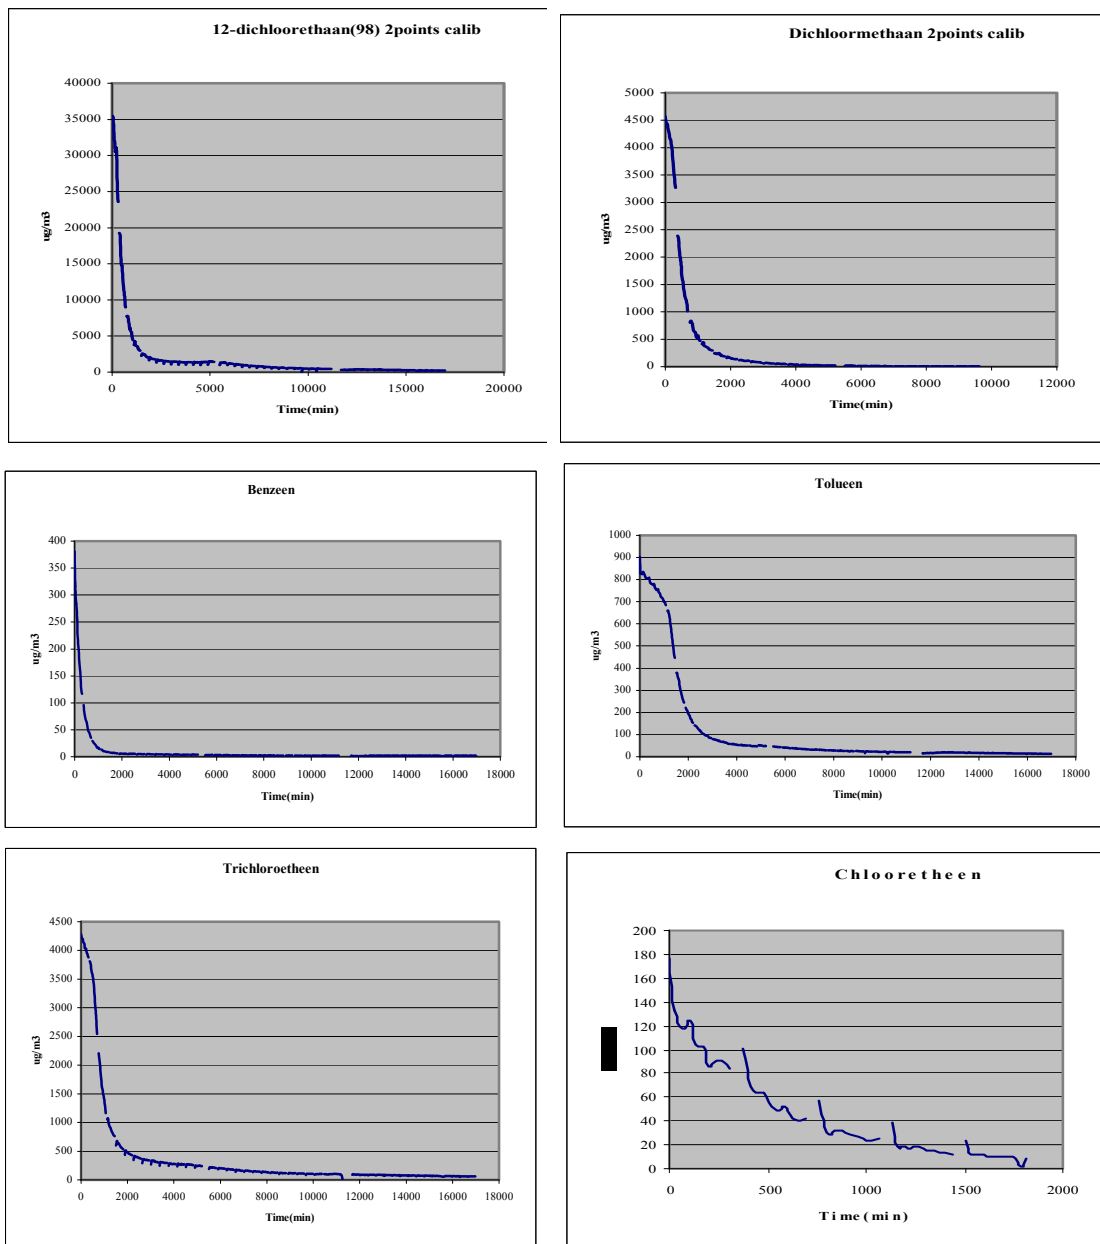 12-dichloorethaan(98) 2points calib
40000
35000
30000
25000
20000
15000
10000
5000
0
ug/m3
0 5000 10000 15000 20000
Time(min)
Dichloormethaan 2points calib
5000
4500
4000
3500
3000
2500
2000
1500
1000
500
0
ug/m3
0 2000 4000 6000 8000 10000 12000
Time(min)
Benzeen
400
350
300
250
200
150
100
50
0
ug/m3
0 2000 4000 6000 8000 10000 12000 14000 16000 18000
Time(min)
Tolueen
1000
900
800
700
600
500
400
300
200
100
0
ug/m3
0 2000 4000 6000 8000 10000 12000 14000 16000 18000
Time(min)
Trichloroetheen
4500
4000
3500
3000
2500
2000
1500
1000
500
0
ug/m3
0 2000 4000 6000 8000 10000 12000 14000 16000 18000
Time(min)
Chlooretheen
200
180
160
140
120
100
80
60
40
20
0
0 500 1000 1500 2000
Time(min)